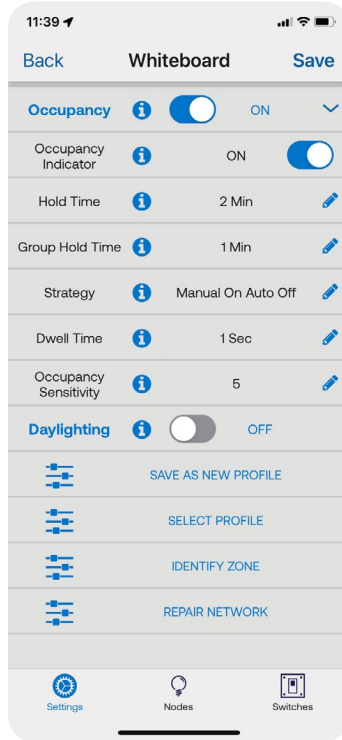 11:39
Back Whiteboard Save
Occupancy ON
Occupancy
Indicator
ON
Hold Time 2 Min
Group Hold Time 1 Min
Strategy Manual On Auto Off
Dwell Time 1 Sec
Occupancy
Sensitivity
5
Daylighting OFF
SAVE AS NEW PROFILE
SELECT PROFILE
IDENTIFY ZONE
REPAIR NETWORK
Settings Nodes Switches